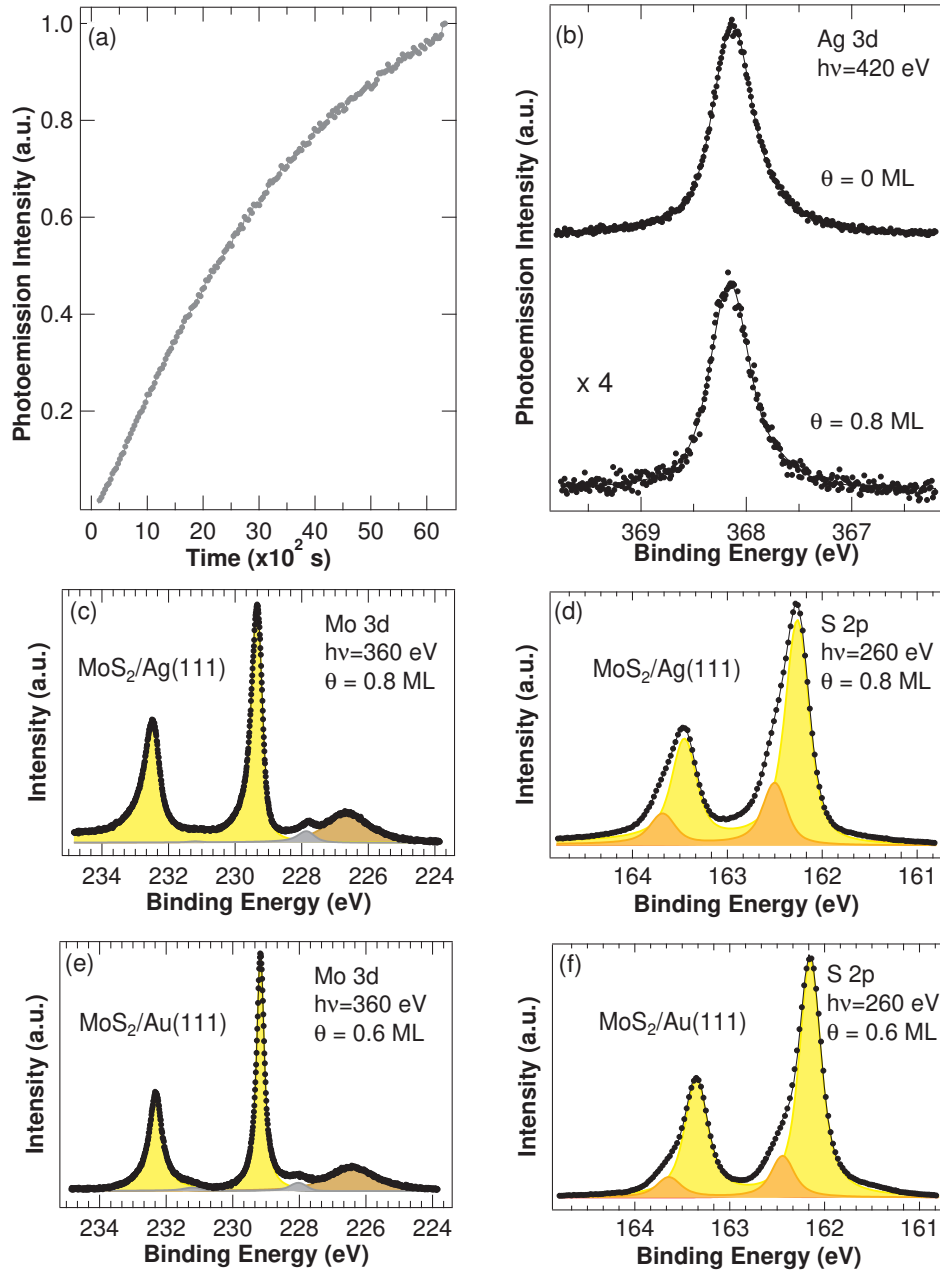 (a)
Photoemission Intensity (a.u.)
1.0
0.8
0.6
0.4
0.2
0 10 20 30 40 50 60
Time (x10² s)
(b)
Photoemission Intensity (a.u.)
Ag 3d
hν=420 eV
θ = 0 ML
x 4
θ = 0.8 ML
369 368 367
Binding Energy (eV)
(c)
Intensity (a.u.)
MoS₂/Ag(111)
Mo 3d
hν=360 eV
θ = 0.8 ML
234 232 230 228 226 224
Binding Energy (eV)
(d)
Intensity (a.u.)
MoS₂/Ag(111)
S 2p
hν=260 eV
θ = 0.8 ML
164 163 162 161
Binding Energy (eV)
(e)
Intensity (a.u.)
MoS₂/Au(111)
Mo 3d
hν=360 eV
θ = 0.6 ML
234 232 230 228 226 224
Binding Energy (eV)
(f)
Intensity (a.u.)
MoS₂/Au(111)
S 2p
hν=260 eV
θ = 0.6 ML
164 163 162 161
Binding Energy (eV)